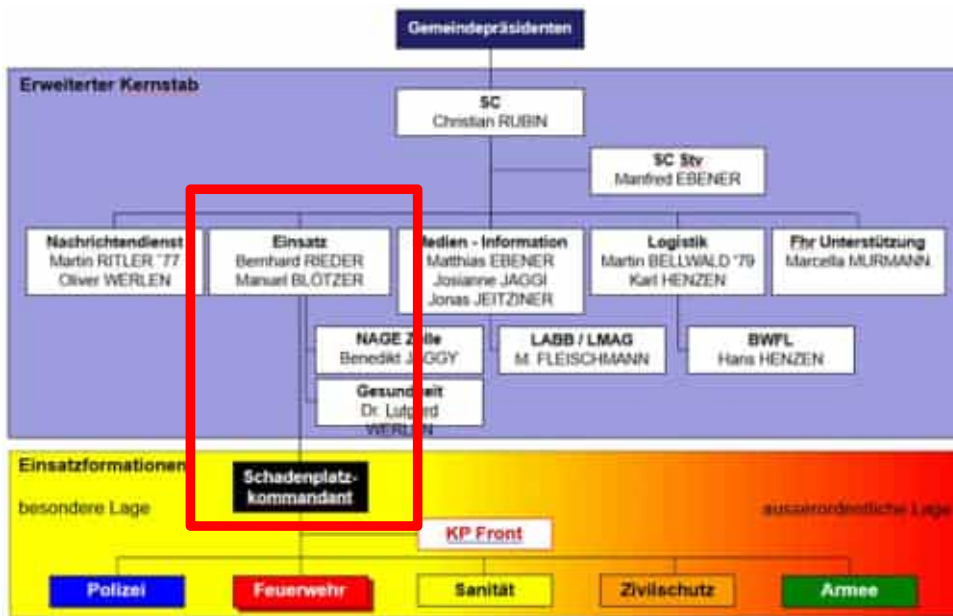 Gemeindepräsidenten
Erweiterter Kernstab
SC
Christian RUBIN
SC Stv
Manfred EBENER
Nachrichtendienst
Martin RITLER '77
Oliver WERLEN
Einsatz
Bernhard RIEDER
Manuel BLÖTZER
Medien - Information
Matthias EBENER
Josianne JAGGI
Jonas JEITZINER
Logistik
Martin BELLWALD '79
Karl HENZEN
Fhr Unterstützung
Marcella MURMANN
NAGE Zelle
Benedikt JAGGY
Gesundheit
Dr. Lutgard
WERLEN
LABB / LMAG
M. FLEISCHMANN
BWFL
Hans HENZEN
Einsatzformationen
besondere Lage
Schadenplatz-
kommandant
ausserordentliche Lage
KP Front
Polizei
Feuerwehr
Sanität
Zivilschutz
Armee